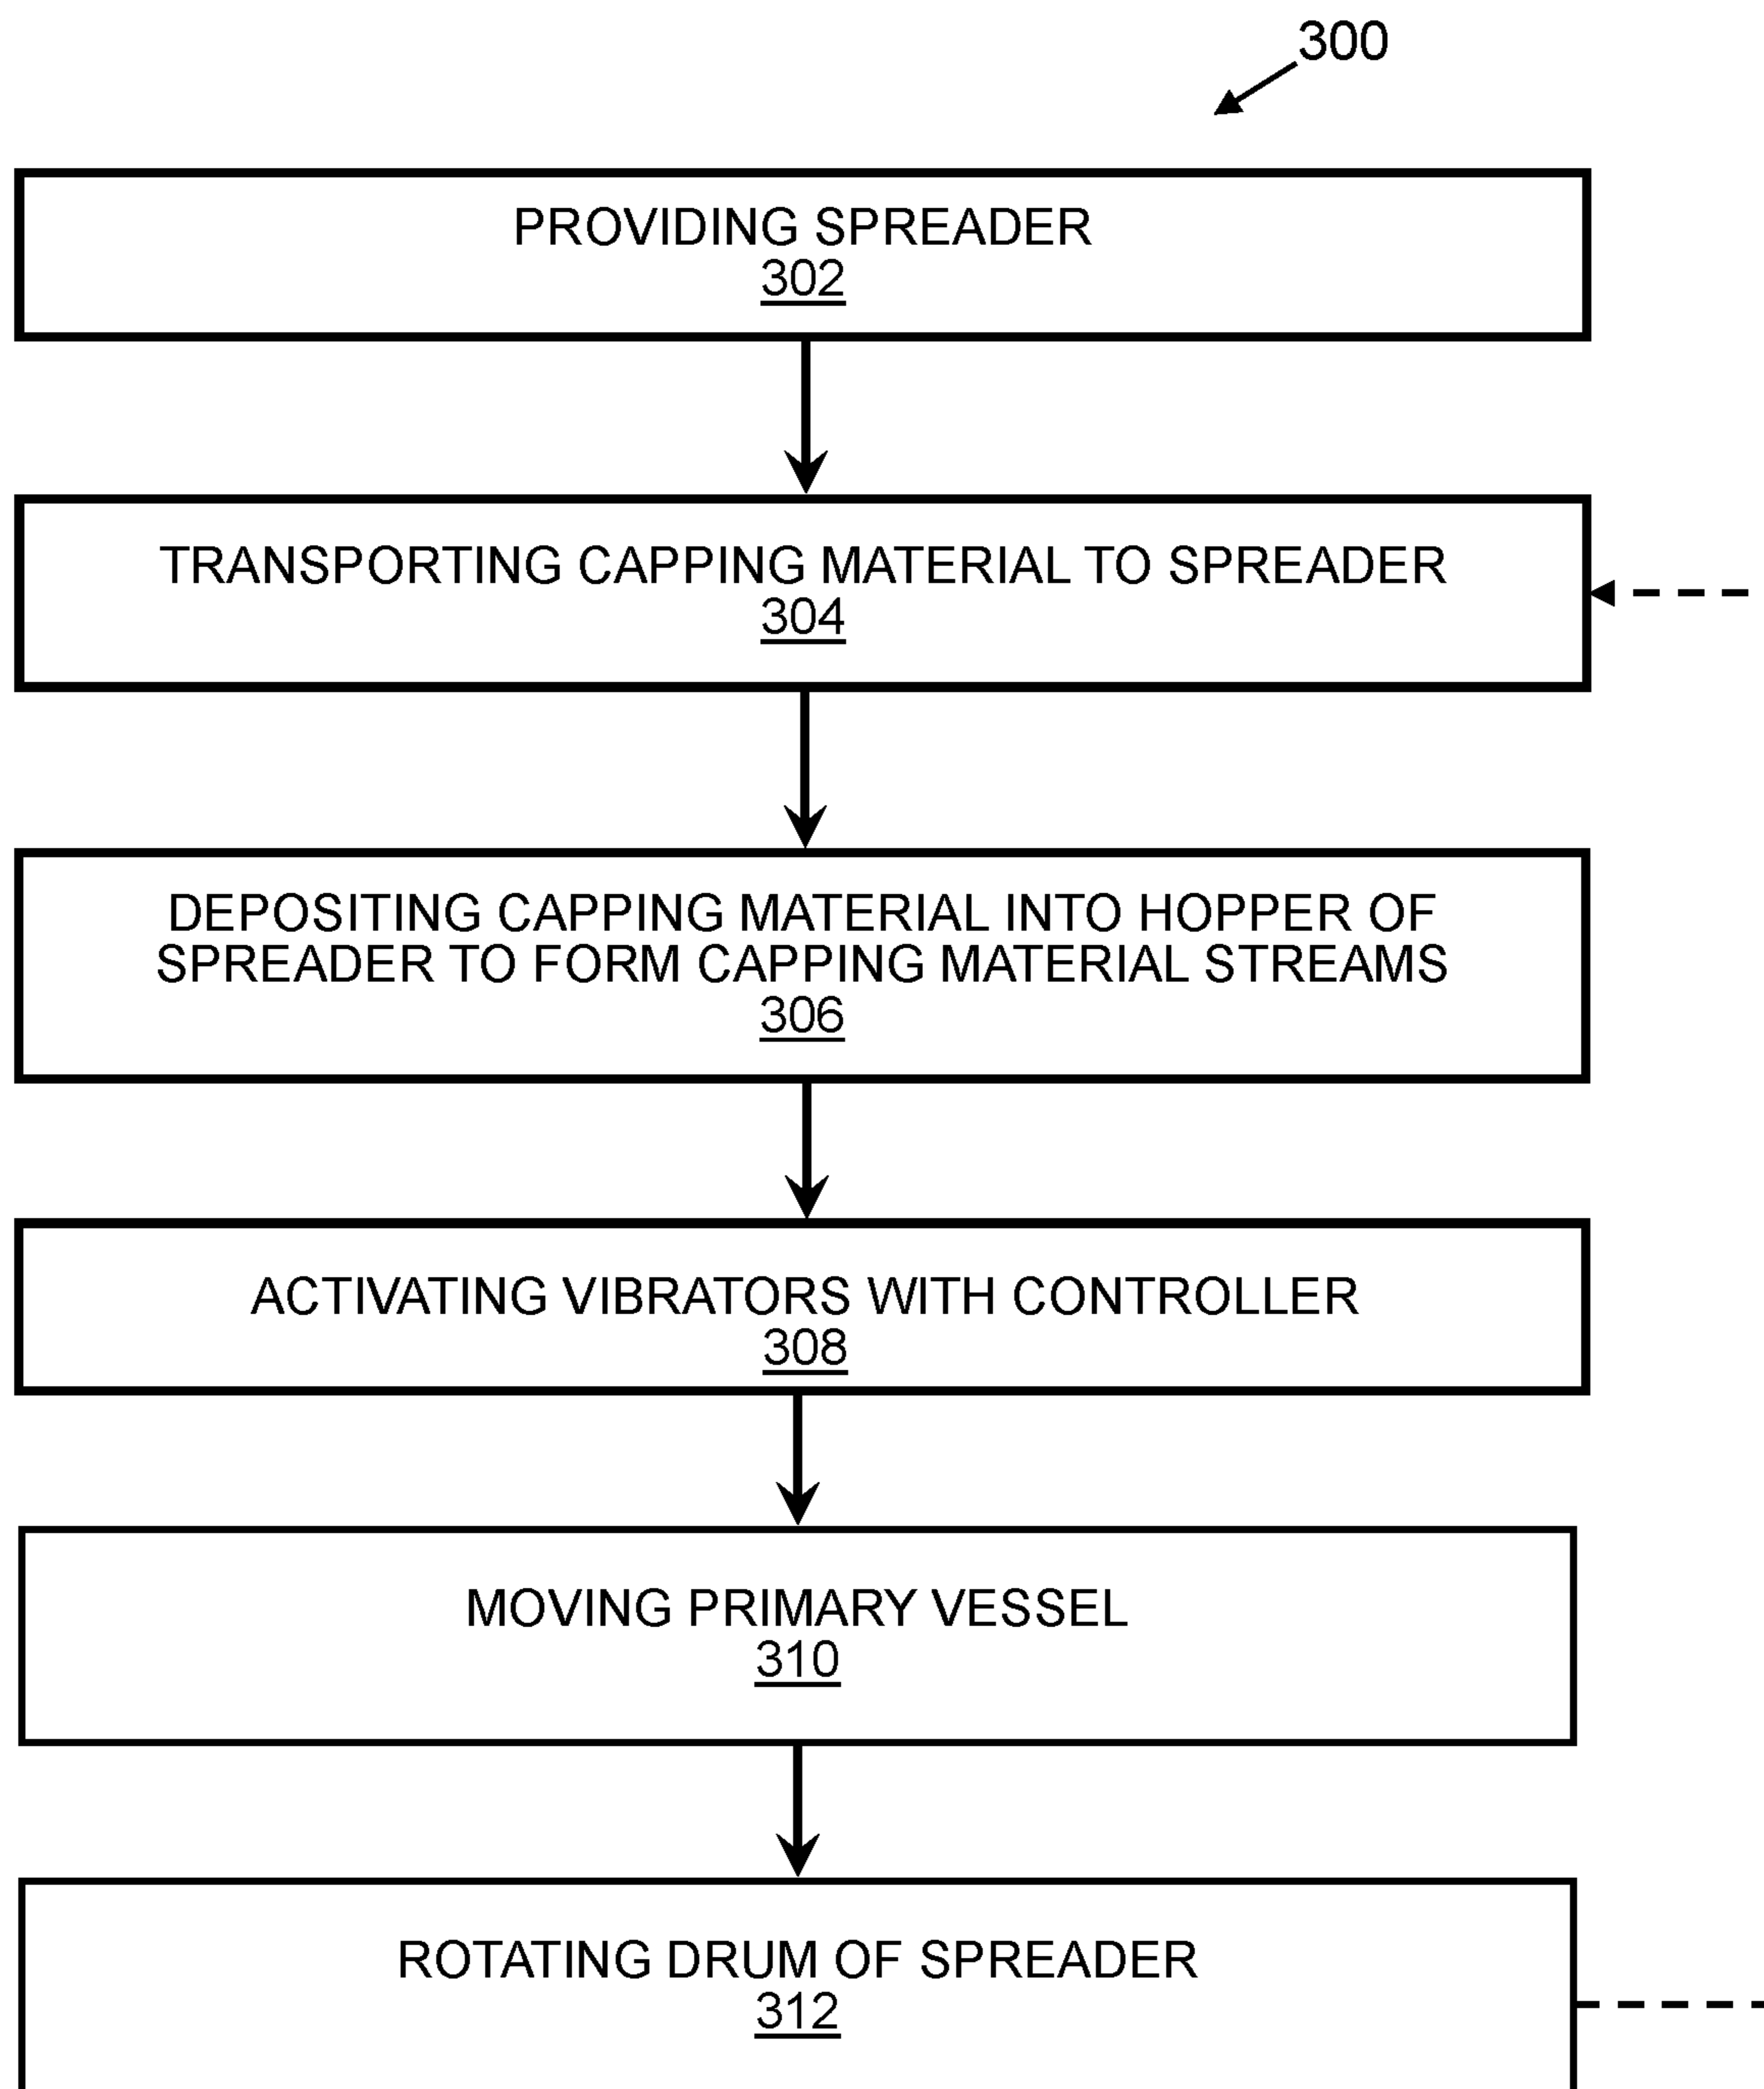 300
PROVIDING SPREADER
302
TRANSPORTING CAPPING MATERIAL TO SPREADER
304
DEPOSITING CAPPING MATERIAL INTO HOPPER OF
SPREADER TO FORM CAPPING MATERIAL STREAMS
306
ACTIVATING VIBRATORS WITH CONTROLLER
308
MOVING PRIMARY VESSEL
310
ROTATING DRUM OF SPREADER
312